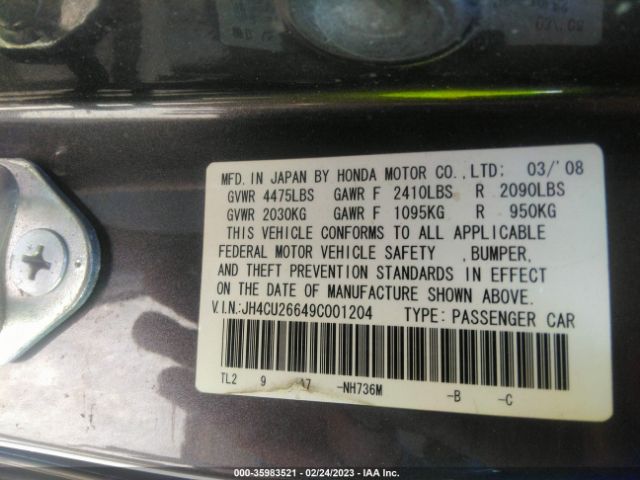 MFD. IN JAPAN BY HONDA MOTOR CO., LTD: 03/'08
GVWR 4475LBS GAWR F 2410LBS R 2090LBS
GVWR 2030KG GAWR F 1095KG R 950KG
THIS VEHICLE CONFORMS TO ALL APPLICABLE
FEDERAL MOTOR VEHICLE SAFETY , BUMPER,
AND THEFT PREVENTION STANDARDS IN EFFECT
ON THE DATE OF MANUFACTURE SHOWN ABOVE.
V.I.N.:JH4CU26649C001204 TYPE: PASSENGER CAR
TL2 9 A7 -NH736M -B -C
000-35983521 - 02/24/2023 - IAA Inc.